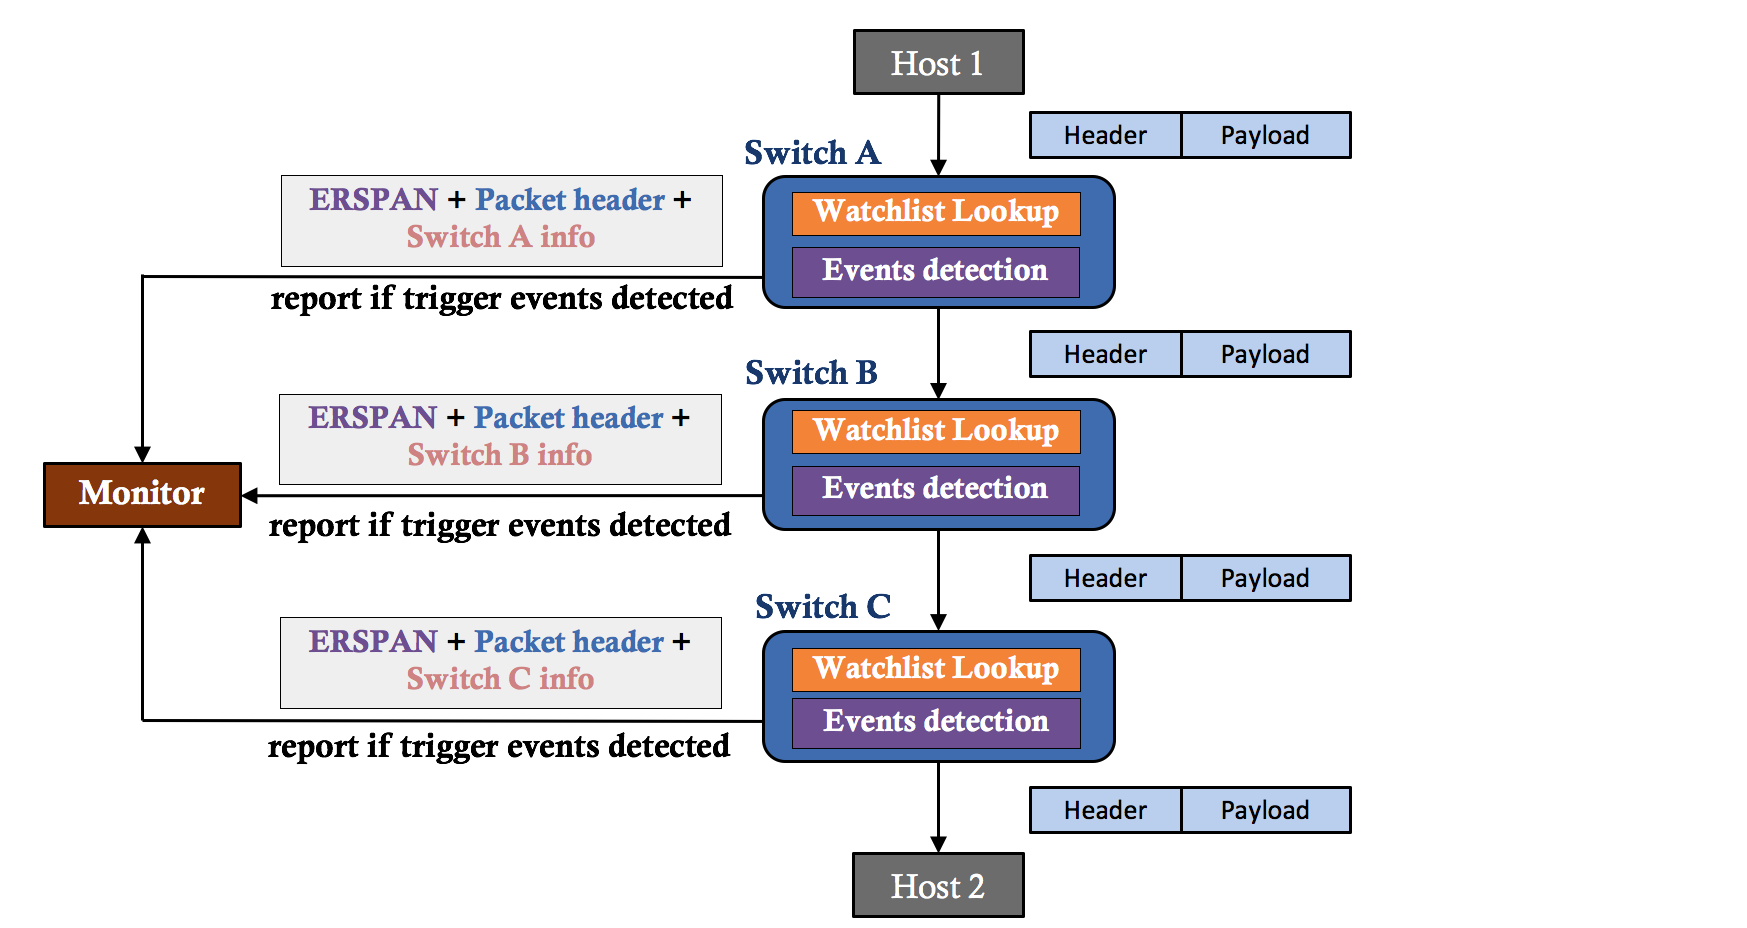 Host 1
Header Payload
Switch A
ERSPAN + Packet header +
Switch A info
Watchlist Lookup
Events detection
report if trigger events detected
Header Payload
Switch B
ERSPAN + Packet header +
Switch B info
Watchlist Lookup
Events detection
Monitor
report if trigger events detected
Header Payload
Switch C
ERSPAN + Packet header +
Switch C info
Watchlist Lookup
Events detection
report if trigger events detected
Header Payload
Host 2